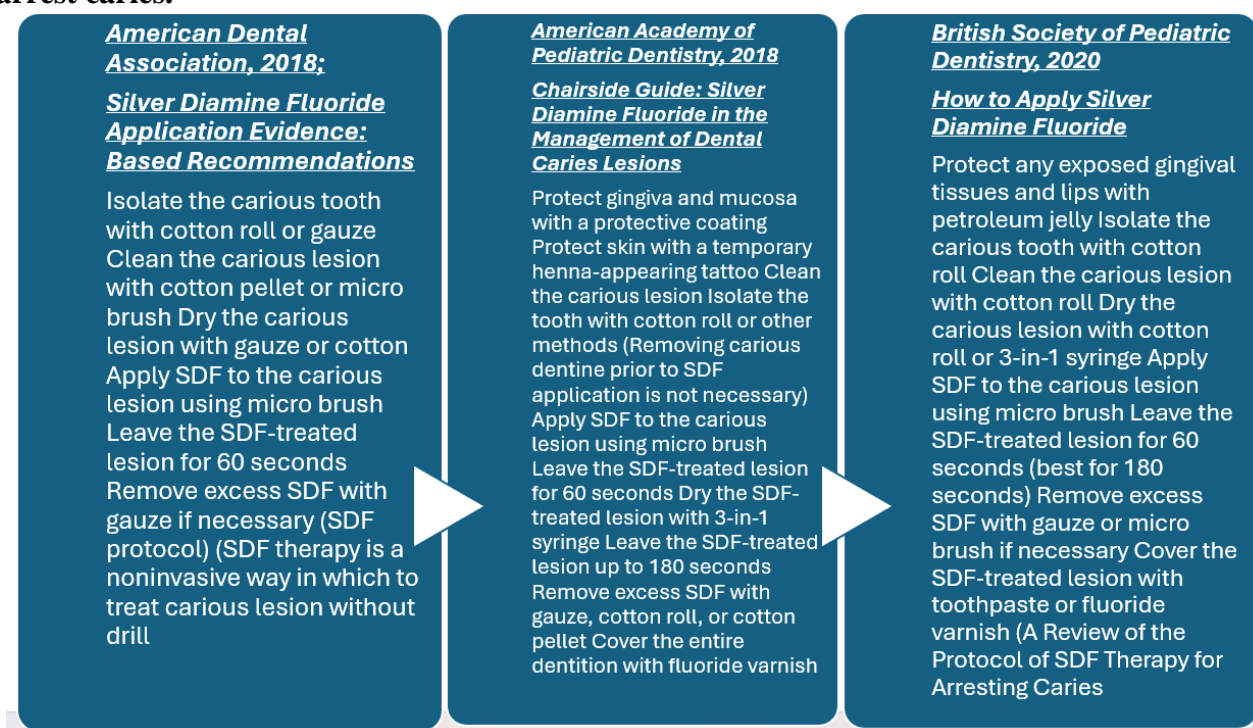 arrest caries.
American Dental
Association, 2018;
Silver Diamine Fluoride
Application Evidence:
Based Recommendations
Isolate the carious tooth
with cotton roll or gauze
Clean the carious lesion
with cotton pellet or micro
brush Dry the carious
lesion with gauze or cotton
Apply SDF to the carious
lesion using micro brush
Leave the SDF-treated
lesion for 60 seconds
Remove excess SDF with
gauze if necessary (SDF
protocol) (SDF therapy is a
noninvasive way in which to
treat carious lesion without
drill
American Academy of
Pediatric Dentistry, 2018
Chairside Guide: Silver
Diamine Fluoride in the
Management of Dental
Caries Lesions
Protect gingiva and mucosa
with a protective coating
Protect skin with a temporary
henna-appearing tattoo Clean
the carious lesion Isolate the
tooth with cotton roll or other
methods (Removing carious
dentine prior to SDF
application is not necessary)
Apply SDF to the carious
lesion using micro brush
Leave the SDF-treated lesion
for 60 seconds Dry the SDF-
treated lesion with 3-in-1
syringe Leave the SDF-treated
lesion up to 180 seconds
Remove excess SDF with
gauze, cotton roll, or cotton
pellet Cover the entire
dentition with fluoride varnish
British Society of Pediatric
Dentistry, 2020
How to Apply Silver
Diamine Fluoride
Protect any exposed gingival
tissues and lips with
petroleum jelly Isolate the
carious tooth with cotton
roll Clean the carious lesion
with cotton roll Dry the
carious lesion with cotton
roll or 3-in-1 syringe Apply
SDF to the carious lesion
using micro brush Leave the
SDF-treated lesion for 60
seconds (best for 180
seconds) Remove excess
SDF with gauze or micro
brush if necessary Cover the
SDF-treated lesion with
toothpaste or fluoride
varnish (A Review of the
Protocol of SDF Therapy for
Arresting Caries